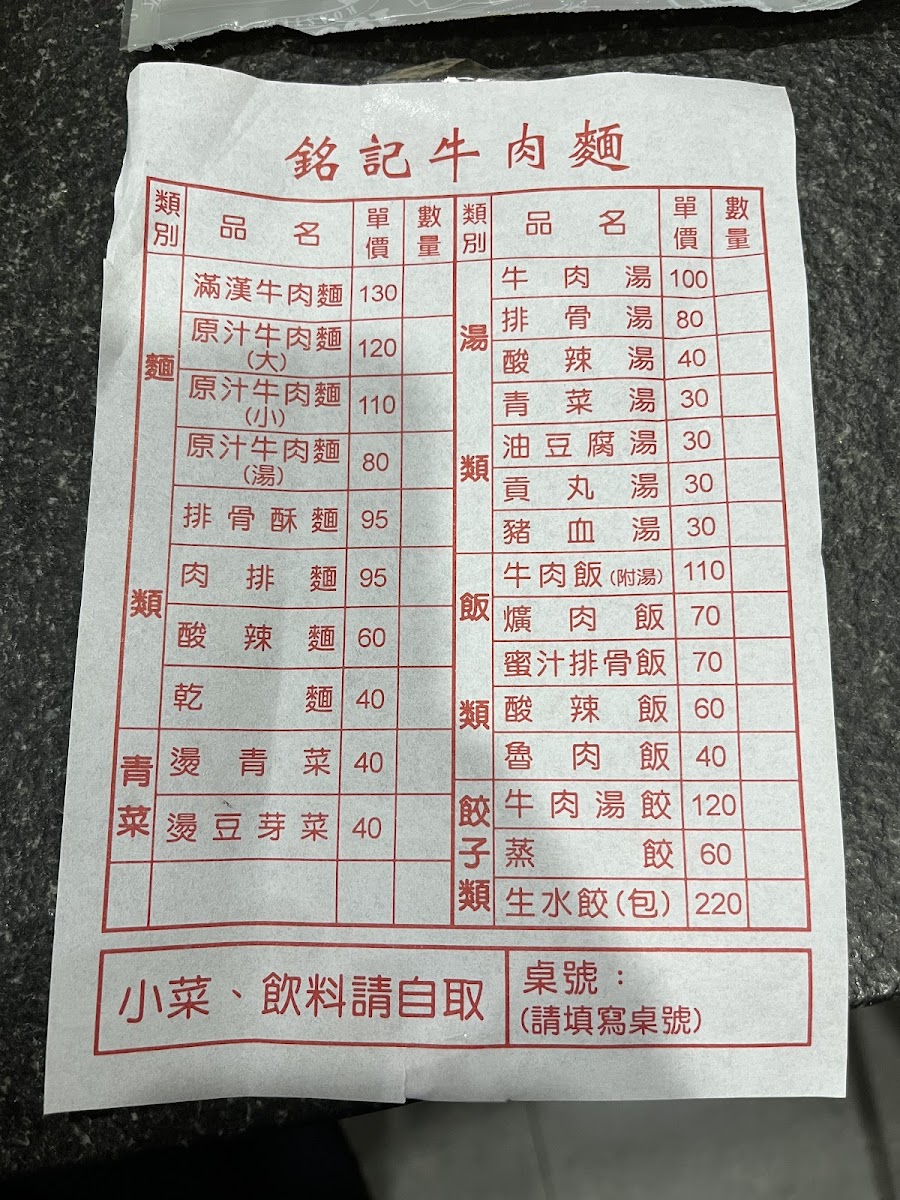 銘記牛肉麵
類別 品名 單價 數量
麵類
滿漢牛肉麵 130
原汁牛肉麵(大) 120
原汁牛肉麵(小) 110
原汁牛肉麵(湯) 80
排骨酥麵 95
肉排麵 95
酸辣麵 60
乾麵 40
青菜
燙青菜 40
燙豆芽菜 40
類別 品名 單價 數量
湯類
牛肉湯 100
排骨湯 80
酸辣湯 40
青菜湯 30
油豆腐湯 30
貢丸湯 30
豬血湯 30
飯類
牛肉飯(附湯) 110
爌肉飯 70
蜜汁排骨飯 70
酸辣飯 60
魯肉飯 40
餃子類
牛肉湯餃 120
蒸餃 60
生水餃(包) 220
小菜、飲料請自取
桌號：
(請填寫桌號)